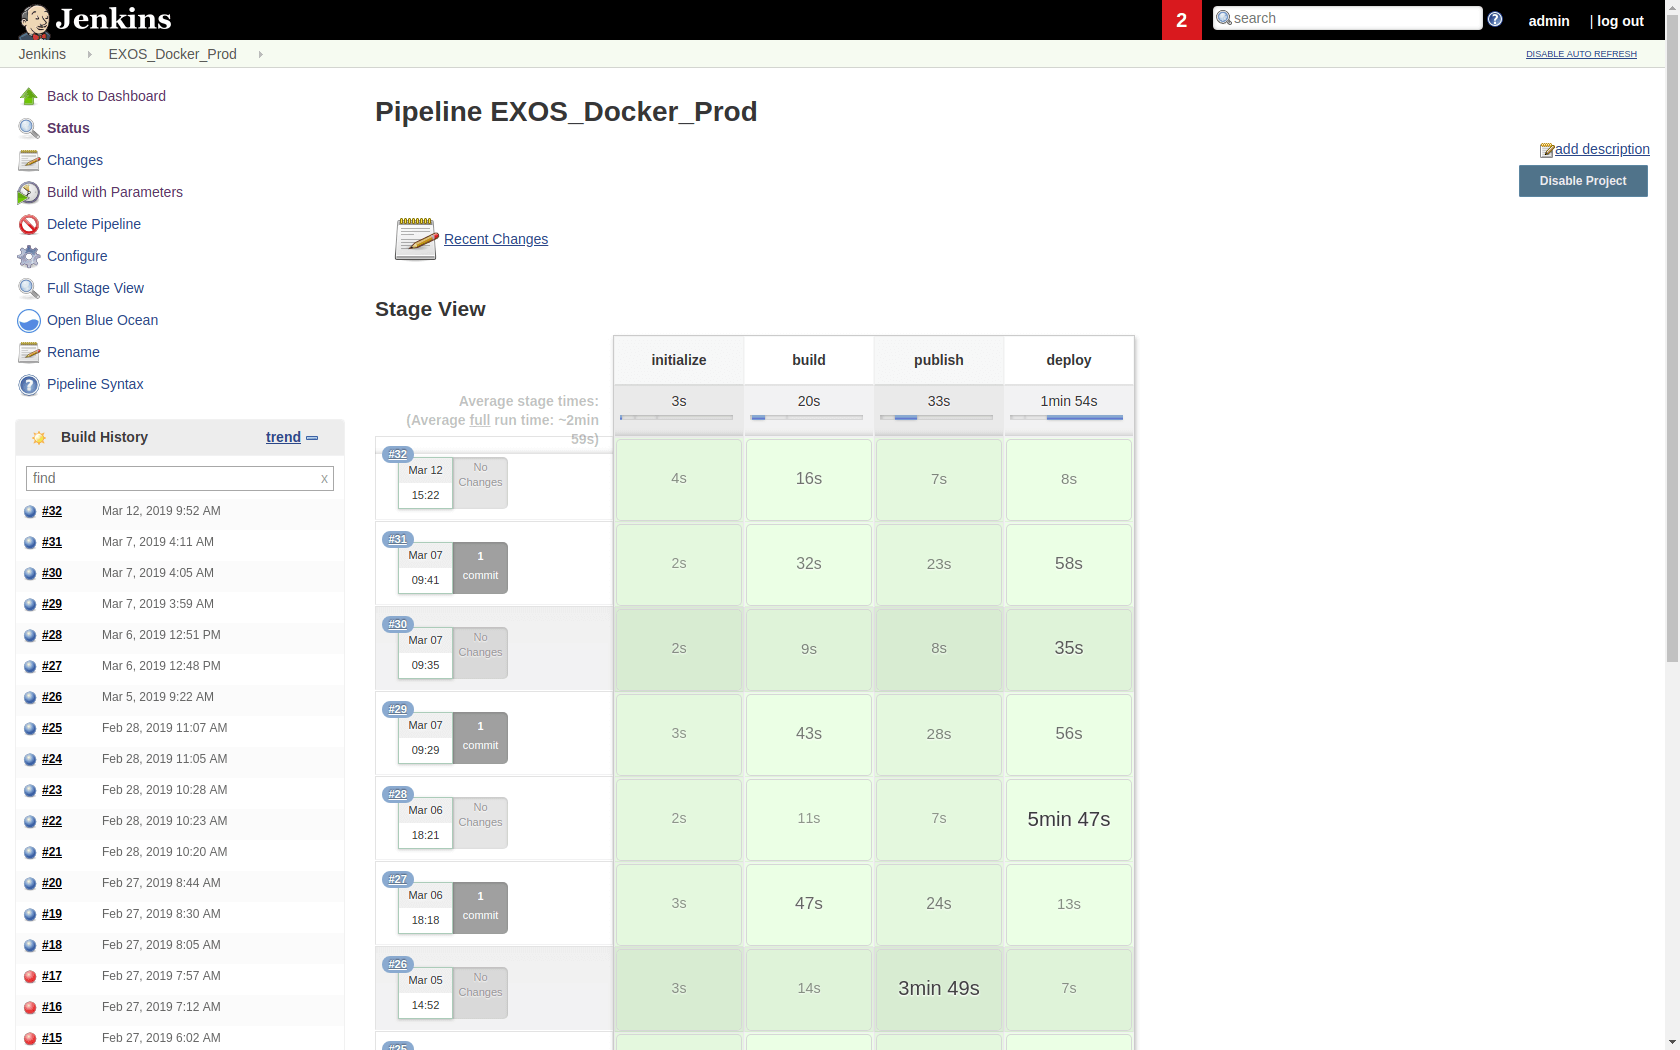 Jenkins
2
search
admin
| log out
Jenkins
EXOS_Docker_Prod
DISABLE AUTO REFRESH
Back to Dashboard
Status
Changes
Build with Parameters
Delete Pipeline
Configure
Full Stage View
Open Blue Ocean
Rename
Pipeline Syntax
Build History
trend
find
x
#32 Mar 12, 2019 9:52 AM
#31 Mar 7, 2019 4:11 AM
#30 Mar 7, 2019 4:05 AM
#29 Mar 7, 2019 3:59 AM
#28 Mar 6, 2019 12:51 PM
#27 Mar 6, 2019 12:48 PM
#26 Mar 5, 2019 9:22 AM
#25 Feb 28, 2019 11:07 AM
#24 Feb 28, 2019 11:05 AM
#23 Feb 28, 2019 10:28 AM
#22 Feb 28, 2019 10:23 AM
#21 Feb 28, 2019 10:20 AM
#20 Feb 27, 2019 8:44 AM
#19 Feb 27, 2019 8:30 AM
#18 Feb 27, 2019 8:05 AM
#17 Feb 27, 2019 7:57 AM
#16 Feb 27, 2019 7:12 AM
#15 Feb 27, 2019 6:02 AM
Pipeline EXOS_Docker_Prod
add description
Disable Project
Recent Changes
Stage View
initialize build publish deploy
Average stage times:
(Average full run time: ~2min
59s)
3s 20s 33s 1min 54s
#32
Mar 12
15:22
No
Changes
4s 16s 7s 8s
#31
Mar 07
09:41
1
commit
2s 32s 23s 58s
#30
Mar 07
09:35
No
Changes
2s 9s 8s 35s
#29
Mar 07
09:29
1
commit
3s 43s 28s 56s
#28
Mar 06
18:21
No
Changes
2s 11s 7s 5min 47s
#27
Mar 06
18:18
1
commit
3s 47s 24s 13s
#26
Mar 05
14:52
No
Changes
3s 14s 3min 49s 7s
#25